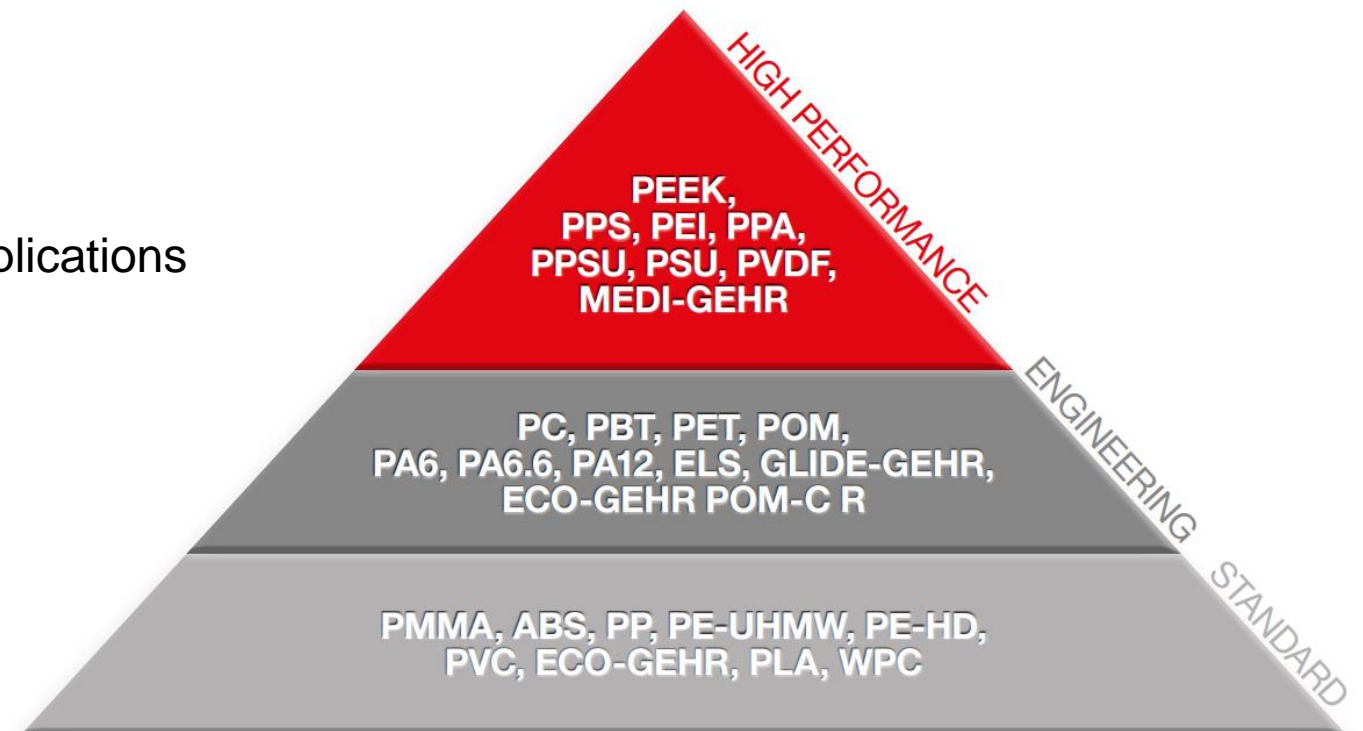 HIGH PERFORMANCE
PEEK,
PPS, PEI, PPA,
PPSU, PSU, PVDF,
MEDI-GEHR
plications
ENGINEERING
PC, PBT, PET, POM,
PA6, PA6.6, PA12, ELS, GLIDE-GEHR,
ECO-GEHR POM-C R
STANDARD
PMMA, ABS, PP, PE-UHMW, PE-HD,
PVC, ECO-GEHR, PLA, WPC